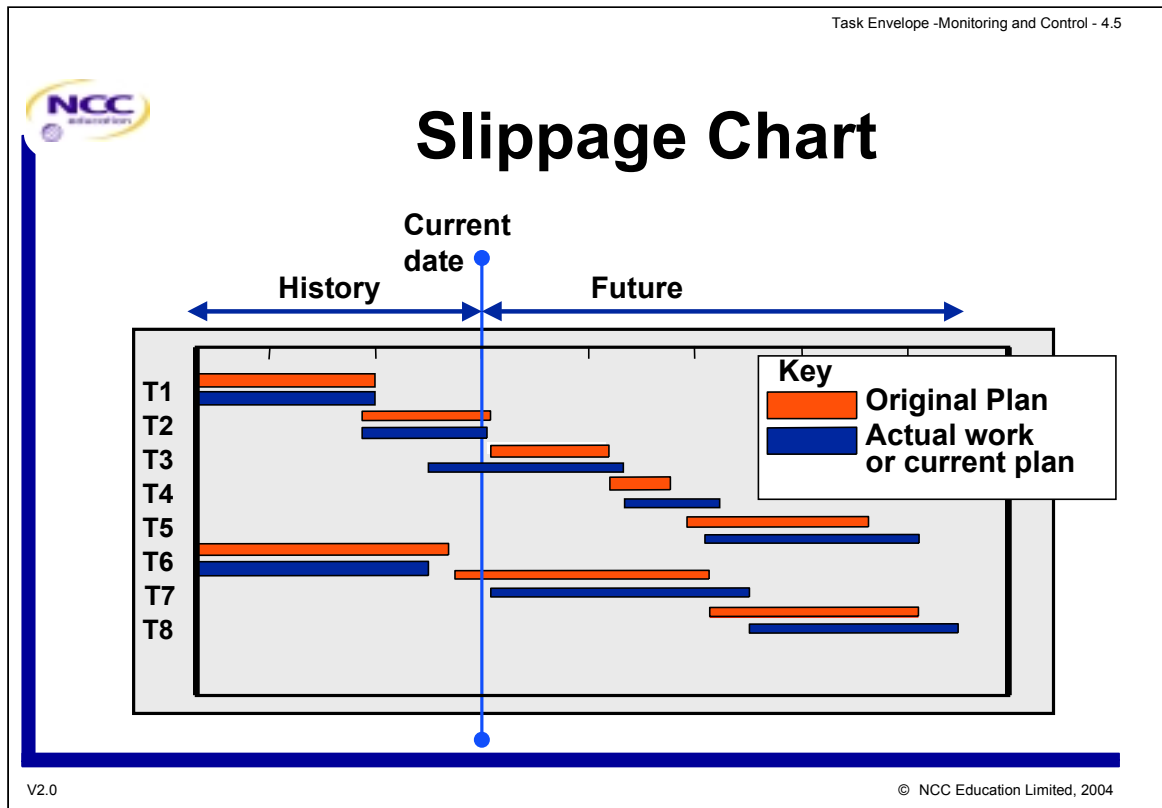 Task Envelope -Monitoring and Control - 4.5
NCC
education
Slippage Chart
Current
date
History
Future
Key
Original Plan
Actual work
or current plan
T1
T2
T3
T4
T5
T6
T7
T8
V2.0
© NCC Education Limited, 2004